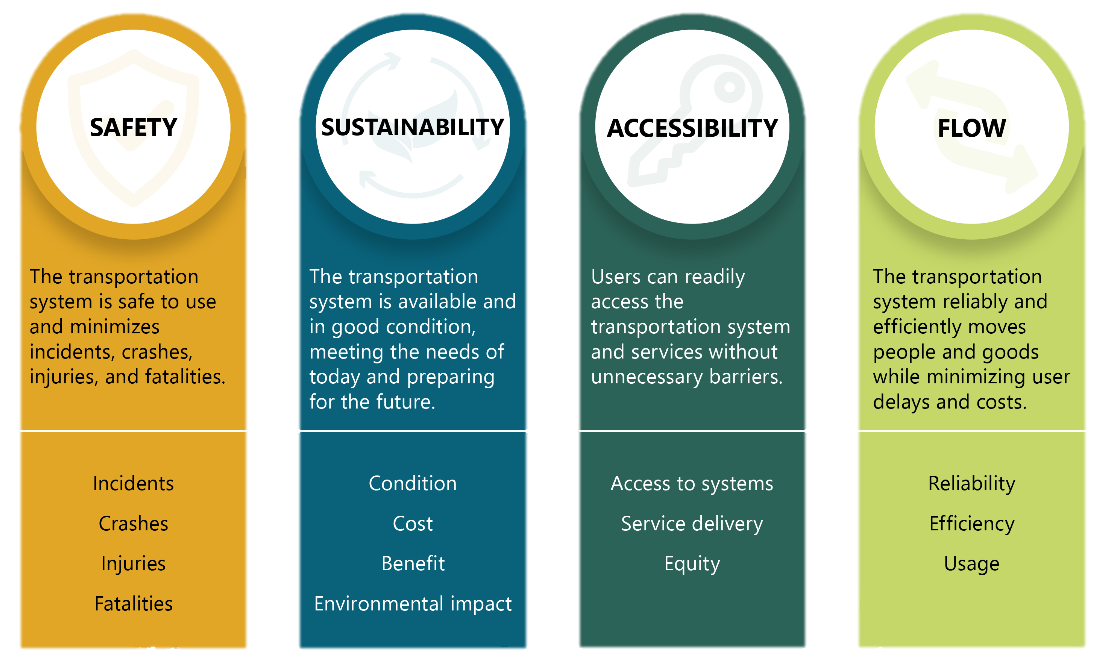 SAFETY
The transportation
system is safe to use
and minimizes
incidents, crashes,
injuries, and fatalities.
Incidents
Crashes
Injuries
Fatalities
SUSTAINABILITY
The transportation
system is available and
in good condition,
meeting the needs of
today and preparing
for the future.
Condition
Cost
Benefit
Environmental impact
ACCESSIBILITY
Users can readily
access the
transportation system
and services without
unnecessary barriers.
Access to systems
Service delivery
Equity
FLOW
The transportation
system reliably and
efficiently moves
people and goods
while minimizing user
delays and costs.
Reliability
Efficiency
Usage